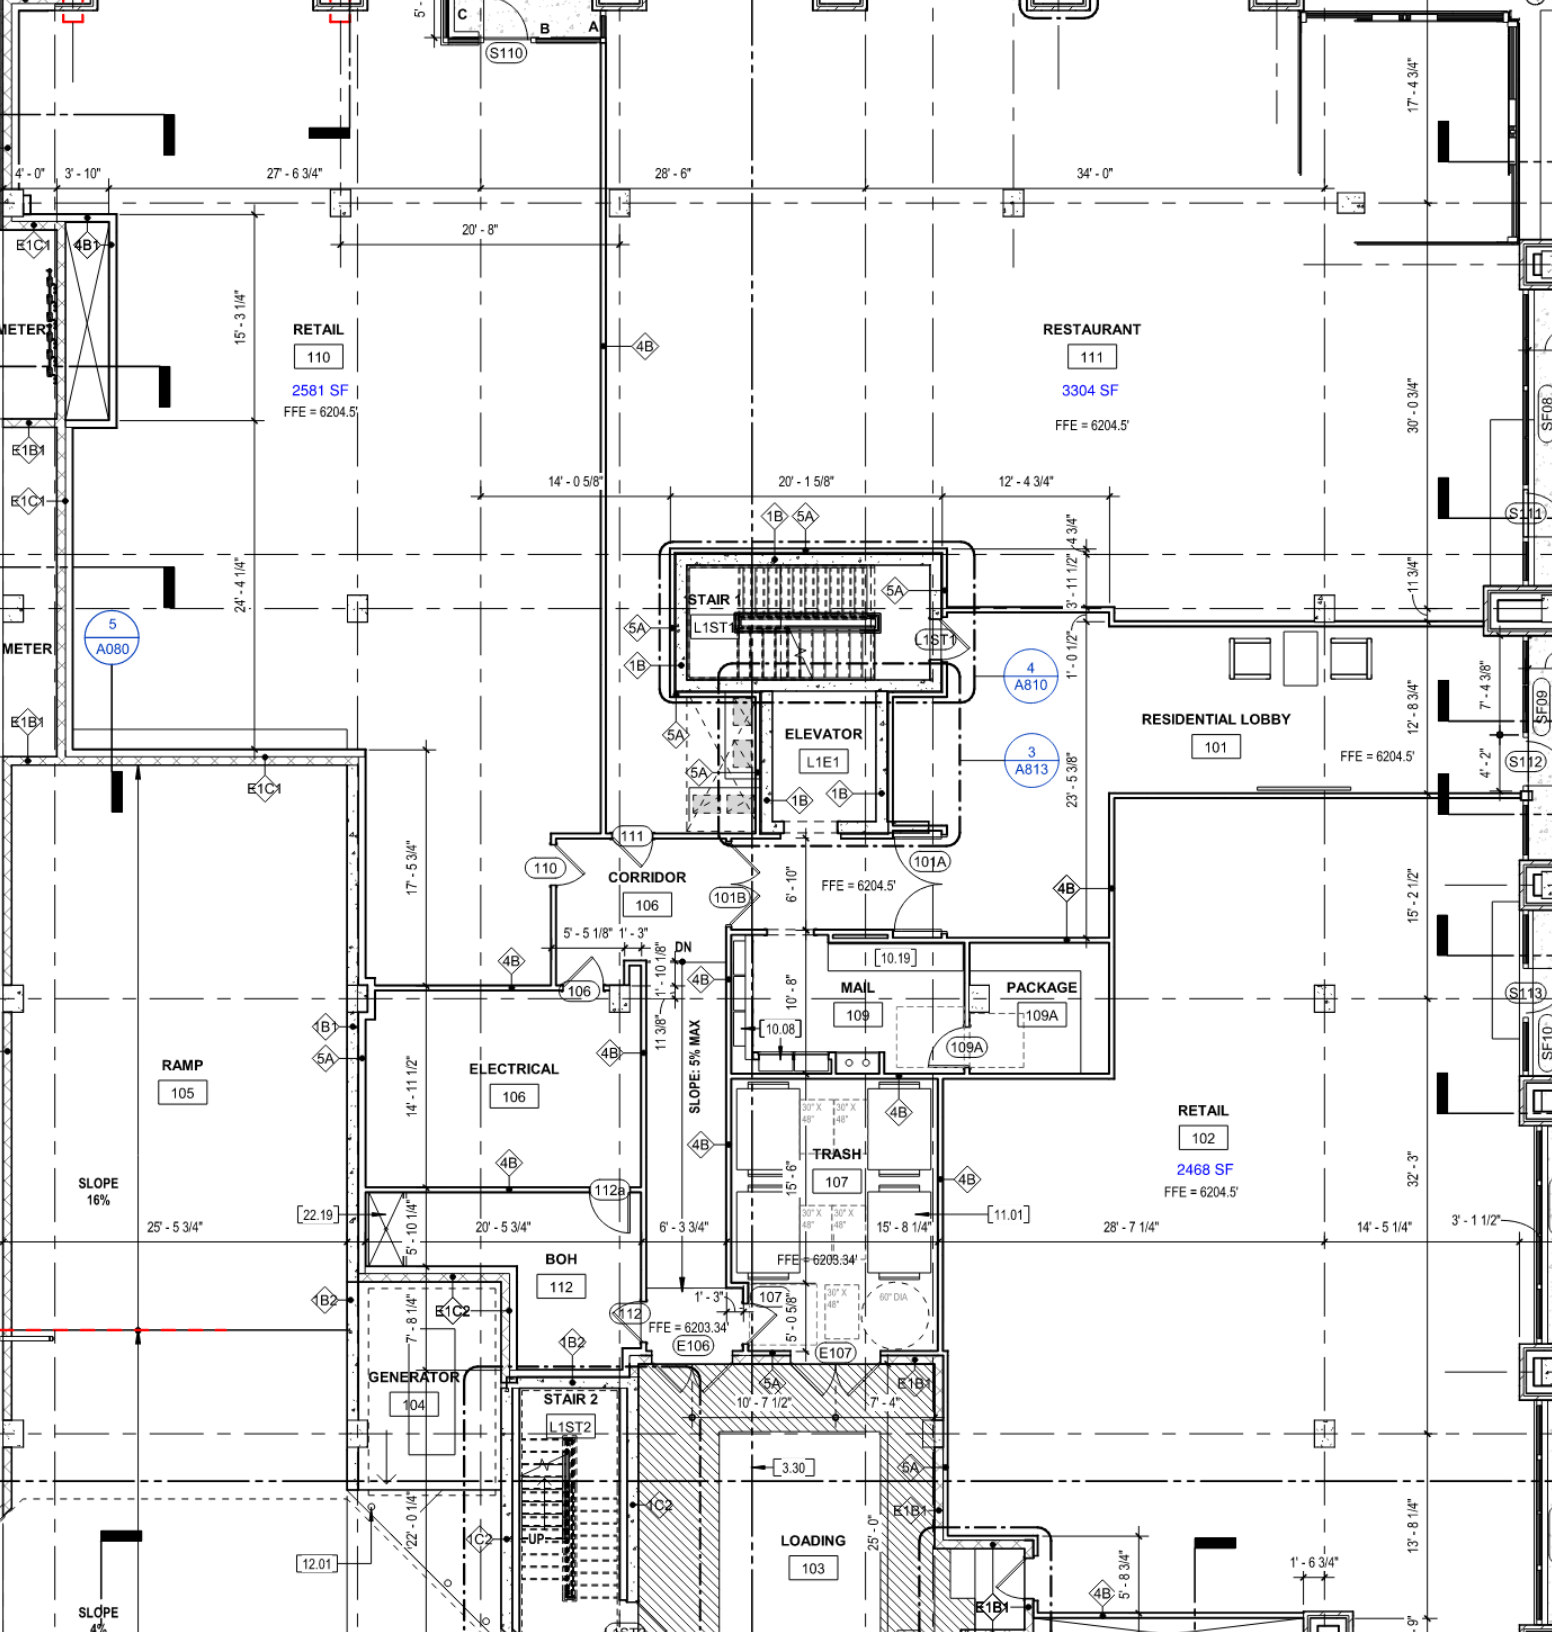 C
B
A
S110
5' -
17' - 4 3/4"
4' - 0"
3' - 10"
27' - 6 3/4"
28' - 6"
34' - 0"
20' - 8"
E1C1
4B1
15' - 3 1/4"
METER
RETAIL
110
2581 SF
FFE = 6204.5'
4B
RESTAURANT
111
3304 SF
FFE = 6204.5'
30' - 0 3/4"
SF08
E1B1
E1C1
14' - 0 5/8"
20' - 1 5/8"
12' - 4 3/4"
1B
5A
S111
4 3/4"
3' - 11 1/2"
11 3/4"
24' - 4 1/4"
5A
STAIR 1
L1ST1
5A
L1ST1
5
A080
METER
1B
1' - 0 1/2"
4
A810
7' - 4 3/8"
12' - 8 3/4"
SF09
E1B1
5A
ELEVATOR
L1E1
RESIDENTIAL LOBBY
101
FFE = 6204.5'
3
A813
4' - 2"
S112
5A
1B
1B
23' - 5 3/8"
E1C1
111
110
CORRIDOR
106
101B
17' - 5 3/4"
6' - 10"
FFE = 6204.5'
101A
4B
15' - 2 1/2"
5' - 5 1/8"
1' - 3"
DN
1' - 10 1/8"
4B
106
4B
10.19
MAIL
109
10' - 8"
10.08
PACKAGE
109A
109A
S113
SF10
11 3/8"
1B1
5A
4B
SLOPE: 5% MAX
RAMP
105
ELECTRICAL
106
14' - 11 1/2"
4B
30" X
48"
30" X
48"
4B
TRASH
107
15' - 6"
RETAIL
102
2468 SF
FFE = 6204.5'
32' - 3"
4B
4B
112a
SLOPE
16%
22.19
5' - 10 1/4"
30" X
48"
30" X
48"
11.01
25' - 5 3/4"
20' - 5 3/4"
6' - 3 3/4"
15' - 8 1/4"
28' - 7 1/4"
14' - 5 1/4"
3' - 1 1/2"
BOH
112
FFE = 6203.34'
1B2
E1C2
7' - 8 1/4"
112
1' - 3"
107
30" X
48"
60" DIA
5' - 0 5/8"
FFE = 6203.34'
E106
E107
1B2
GENERATOR
104
5A
E1B1
STAIR 2
L1ST2
10' - 7 1/2"
7' - 4"
3.30
5A
1C2
E1B1
22' - 0 1/4"
1C2
UP
LOADING
103
25' - 0"
12.01
13' - 8 1/4"
1' - 6 3/4"
5' - 8 3/4"
4B
E1B1
SLOPE
4%